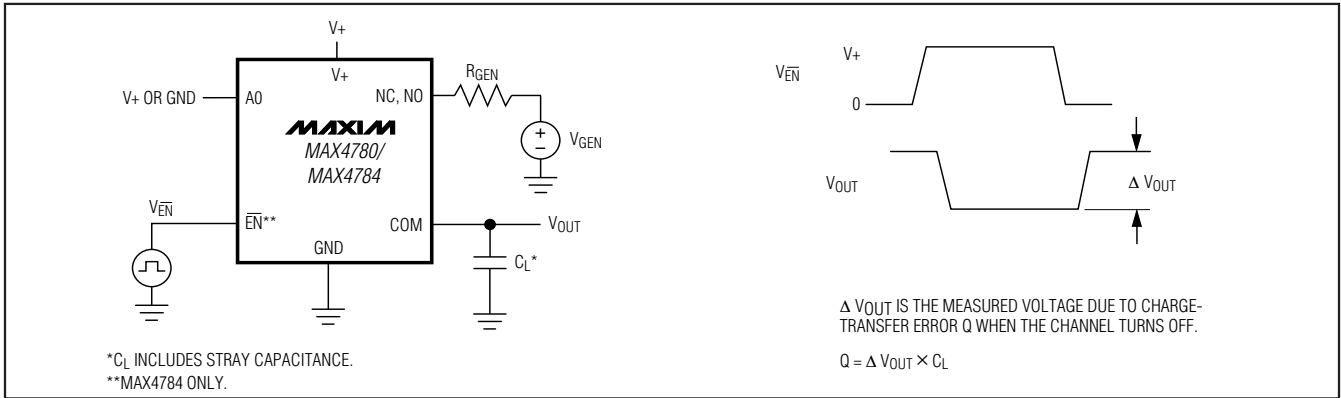 V+
V+
V+ OR GND
A0
NC, NO
RGEN
MAXIM
MAX4780/
MAX4784
VGEN
VEN
EN**
COM
VOUT
GND
CL*
*CL INCLUDES STRAY CAPACITANCE.
**MAX4784 ONLY.
VEN
V+
0
VOUT
Δ VOUT
Δ VOUT IS THE MEASURED VOLTAGE DUE TO CHARGE-
TRANSFER ERROR Q WHEN THE CHANNEL TURNS OFF.
Q = Δ VOUT × CL